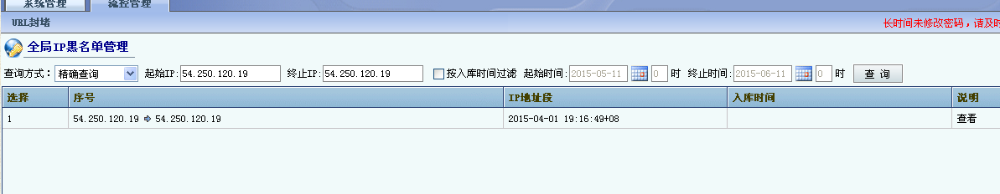 系统管理 流控管理
URL封堵 长时间未修改密码，请及时
全局IP黑名单管理
查询方式: 精确查询 起始IP: 54.250.120.19 终止IP: 54.250.120.19 按入库时间过滤 起始时间: 2015-05-11 0 时 终止时间: 2015-06-11 0 时 查 询
选择 序号 IP地址段 入库时间 说明
1 54.250.120.19 ⇨ 54.250.120.19 2015-04-01 19:16:49+08 查看